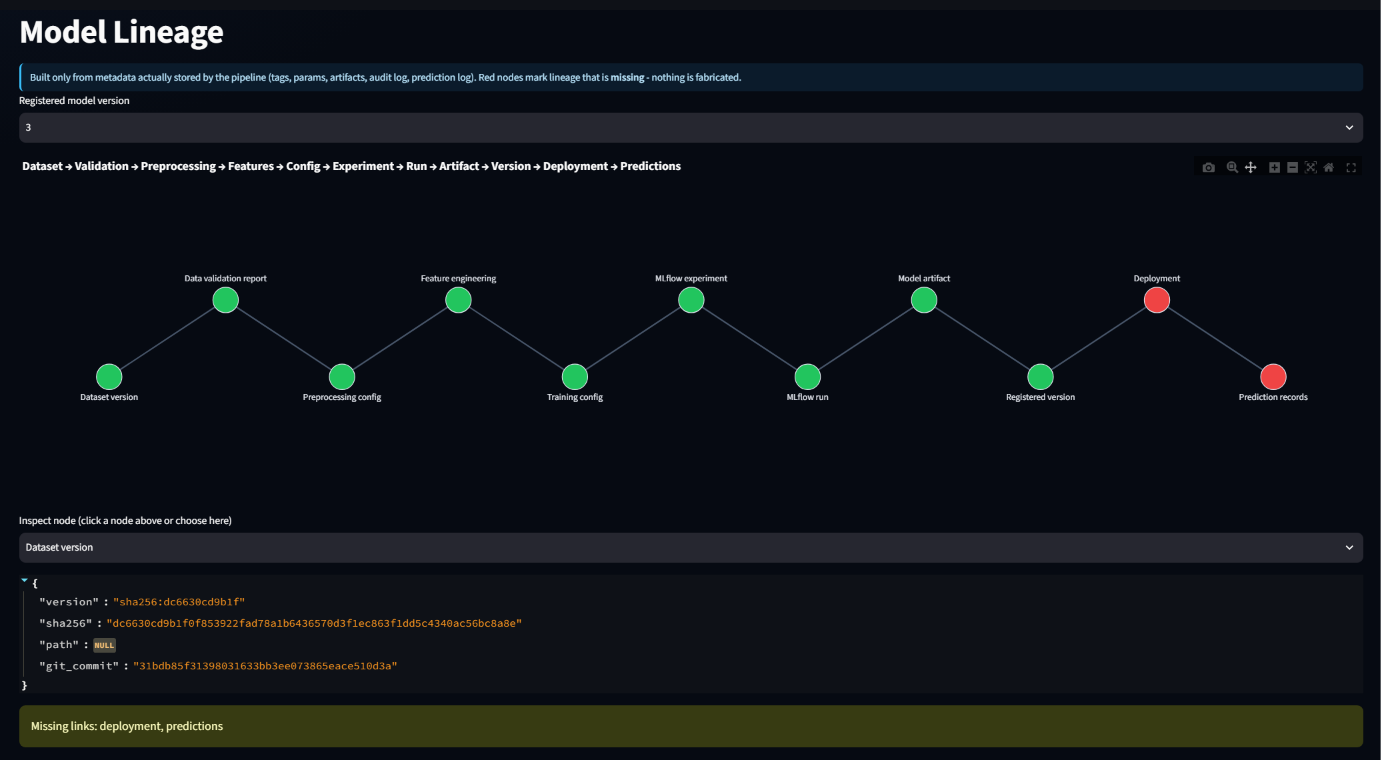 Model Lineage
Built only from metadata actually stored by the pipeline (tags, params, artifacts, audit log, prediction log). Red nodes mark lineage that is missing - nothing is fabricated.
Registered model version
3
Dataset → Validation → Preprocessing → Features → Config → Experiment → Run → Artifact → Version → Deployment → Predictions
Data validation report
Feature engineering
MLflow experiment
Model artifact
Deployment
Dataset version
Preprocessing config
Training config
MLflow run
Registered version
Prediction records
Inspect node (click a node above or choose here)
Dataset version
{
"version" : "sha256:dc6630cd9b1f"
"sha256" : "dc6630cd9b1f0f853922fad78a1b6436570d3f1ec863f1dd5c4340ac56bc8a8e"
"path" : NULL
"git_commit" : "31bdb85f31398031633bb3ee073865eace510d3a"
}
Missing links: deployment, predictions